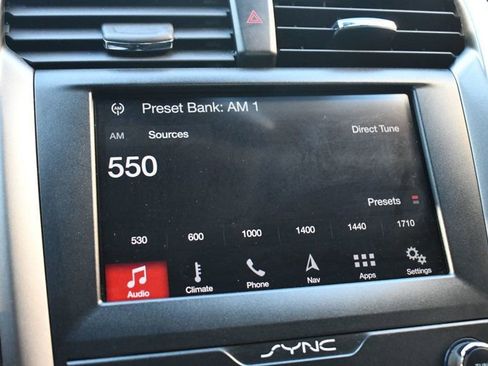 Preset Bank: AM 1
AM Sources Direct Tune
550
Presets
530 600 1000 1400 1440 1710
Audio Climate Phone Nav Apps Settings
SYNC